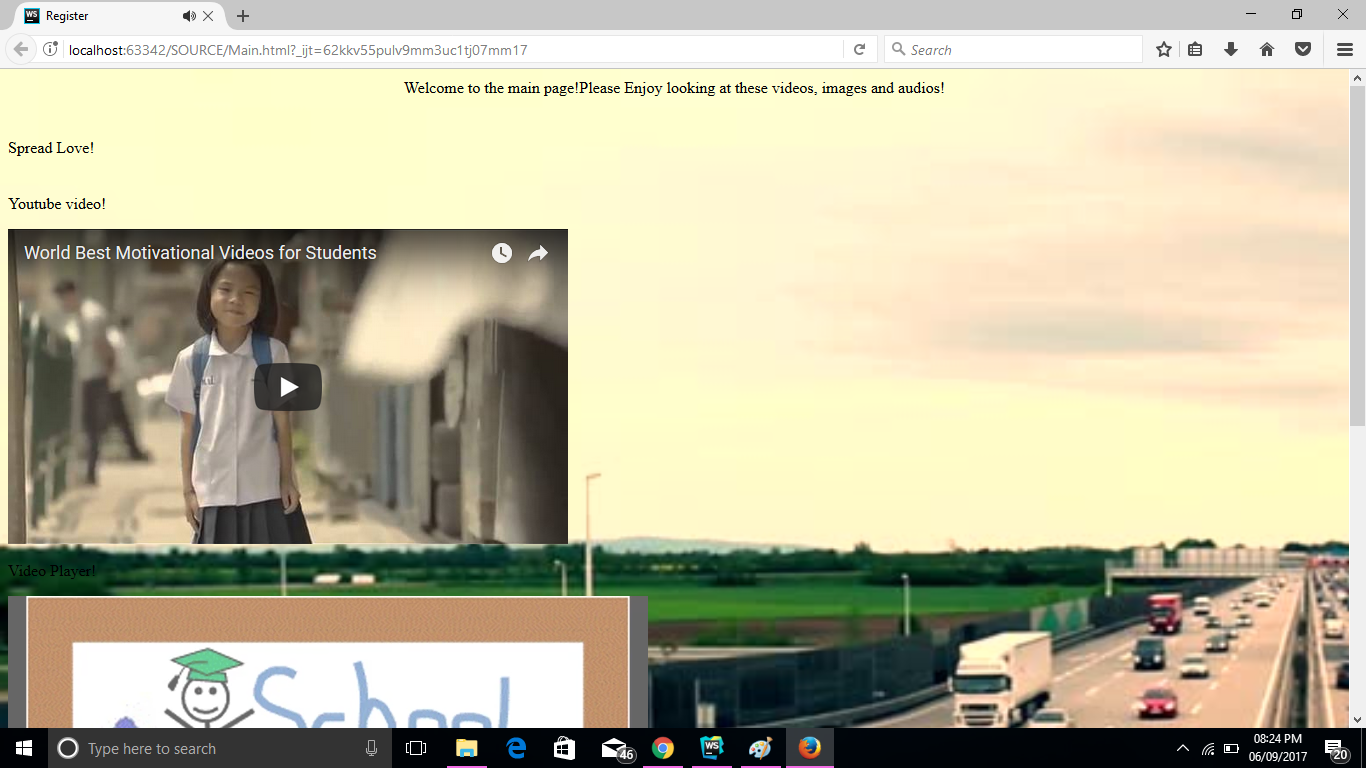 Register
localhost:63342/SOURCE/Main.html?_ijt=62kkv55pulv9mm3uc1tj07mm17
Search
Welcome to the main page!Please Enjoy looking at these videos, images and audios!
Spread Love!
Youtube video!
World Best Motivational Videos for Students
Video Player!
School
Type here to search
46
WS
08:24 PM
06/09/2017
20